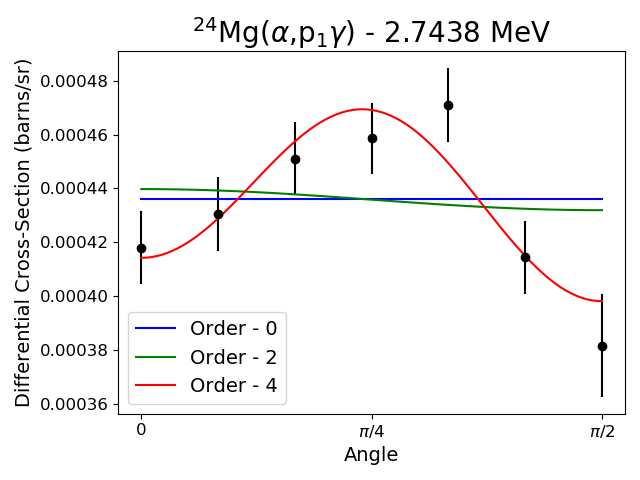 ²⁴Mg(α,p₁γ) - 2.7438 MeV
Differential Cross-Section (barns/sr)
0.00048
0.00046
0.00044
0.00042
0.00040
0.00038
0.00036
Order - 0
Order - 2
Order - 4
0
π/4
π/2
Angle